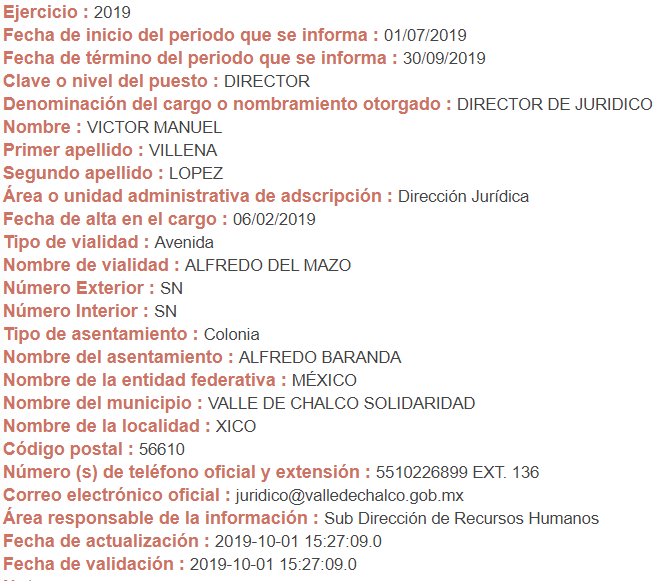 Ejercicio : 2019
Fecha de inicio del periodo que se informa : 01/07/2019
Fecha de término del periodo que se informa : 30/09/2019
Clave o nivel del puesto : DIRECTOR
Denominación del cargo o nombramiento otorgado : DIRECTOR DE JURIDICO
Nombre : VICTOR MANUEL
Primer apellido : VILLENA
Segundo apellido : LOPEZ
Área o unidad administrativa de adscripción : Dirección Jurídica
Fecha de alta en el cargo : 06/02/2019
Tipo de vialidad : Avenida
Nombre de vialidad : ALFREDO DEL MAZO
Número Exterior : SN
Número Interior : SN
Tipo de asentamiento : Colonia
Nombre del asentamiento : ALFREDO BARANDA
Nombre de la entidad federativa : MÉXICO
Nombre del municipio : VALLE DE CHALCO SOLIDARIDAD
Nombre de la localidad : XICO
Código postal : 56610
Número (s) de teléfono oficial y extensión : 5510226899 EXT. 136
Correo electrónico oficial : juridico@valledechalco.gob.mx
Área responsable de la información : Sub Dirección de Recursos Humanos
Fecha de actualización : 2019-10-01 15:27:09.0
Fecha de validación : 2019-10-01 15:27:09.0